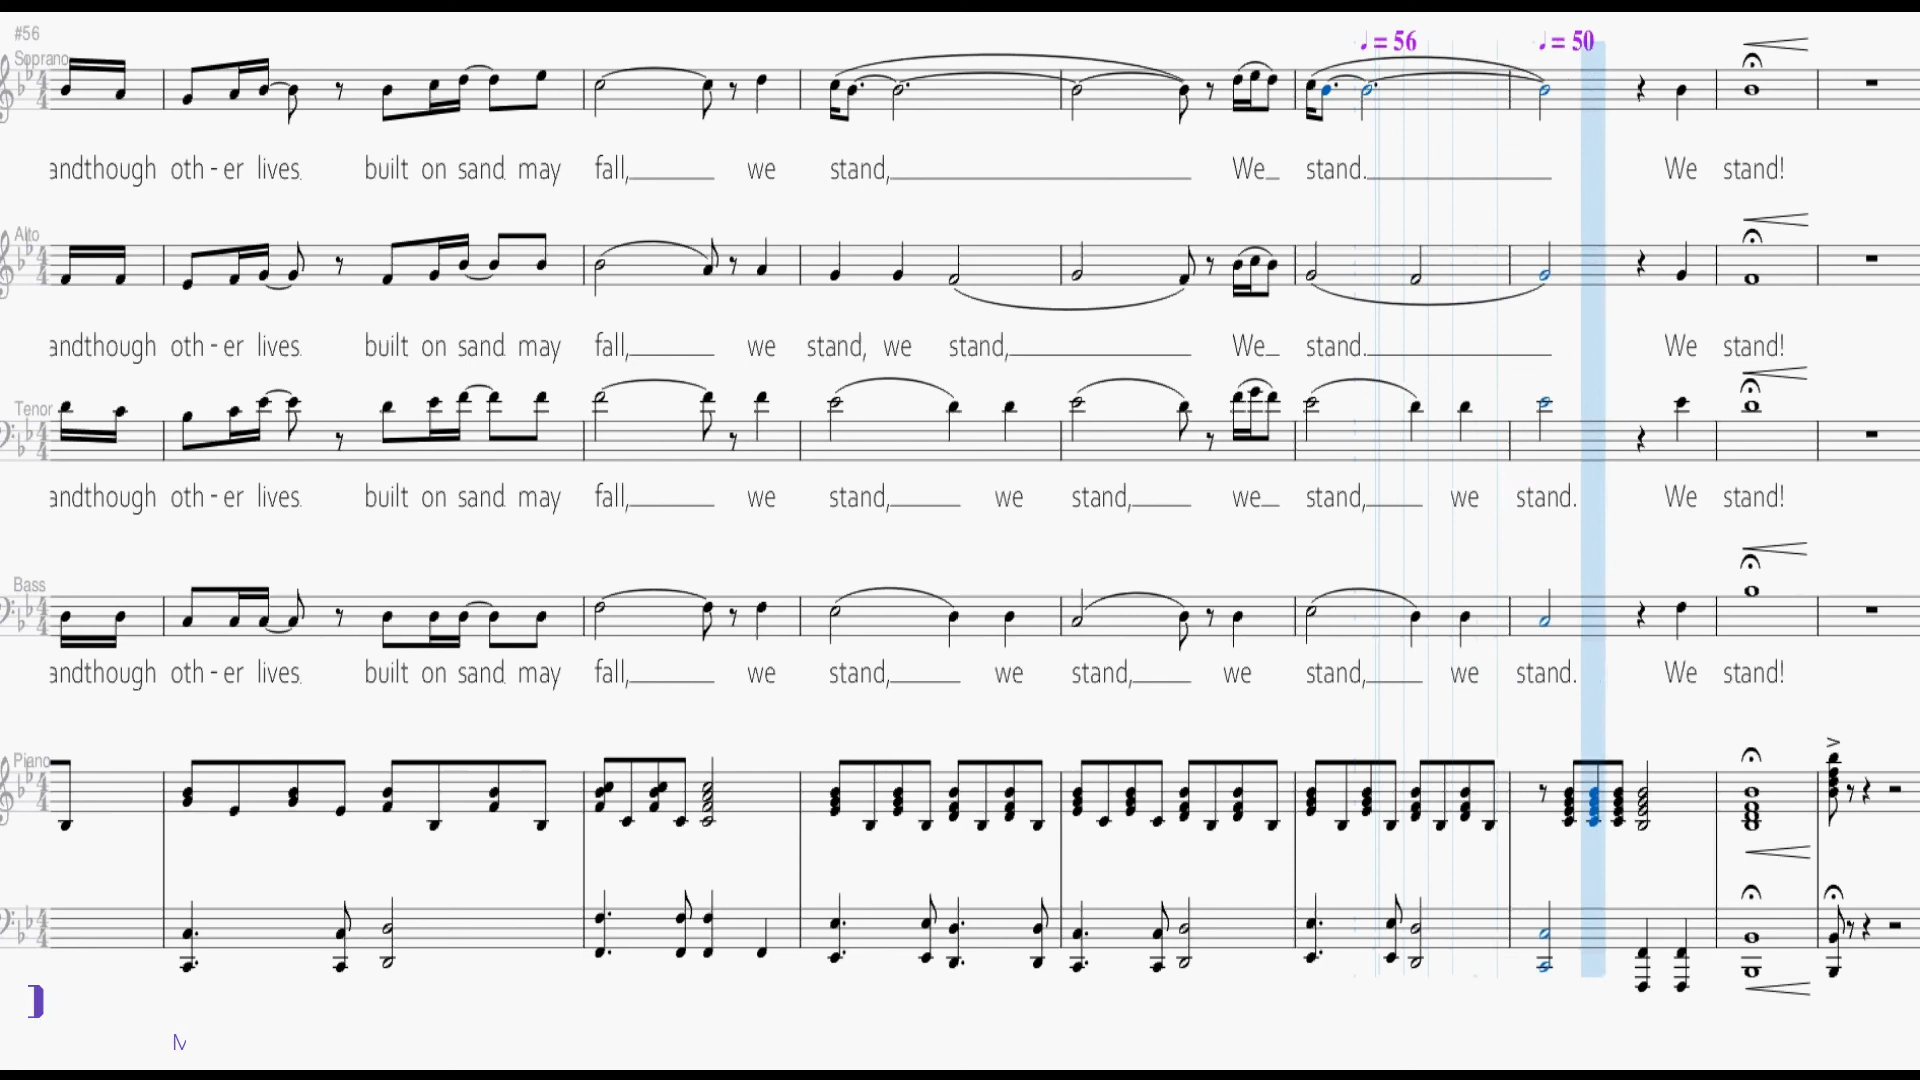 #56
♩= 56 ♩= 50
Soprano
andthough oth - er lives built on sand may fall, we stand, We stand. We stand!
Alto
andthough oth - er lives built on sand may fall, we stand, we stand, We stand. We stand!
Tenor
andthough oth - er lives built on sand may fall, we stand, we stand, we stand, we stand. We stand!
Bass
andthough oth - er lives built on sand may fall, we stand, we stand, we stand, we stand. We stand!
Piano